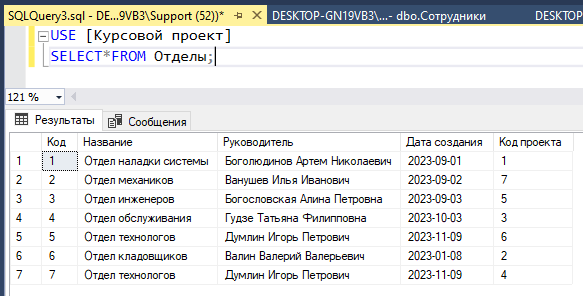 SQLQuery3.sql - DE...9VB3\Support (52))* DESKTOP-GN19VB3\...- dbo.Сотрудники DESKTOP
USE [Курсовой проект]
SELECT*FROM Отделы;
121 %
Результаты Сообщения
Код Название Руководитель Дата создания Код проекта
1 1 Отдел наладки системы Боголюдинов Артем Николаевич 2023-09-01 1
2 2 Отдел механиков Ванушев Илья Иванович 2023-09-02 7
3 3 Отдел инженеров Богословская Алина Петровна 2023-09-03 5
4 4 Отдел обслуживания Гудзе Татьяна Филипповна 2023-10-03 3
5 5 Отдел технологов Думлин Игорь Петрович 2023-11-09 6
6 6 Отдел кладовщиков Валин Валерий Валерьевич 2023-01-08 2
7 7 Отдел технологов Думлин Игорь Петрович 2023-11-09 4